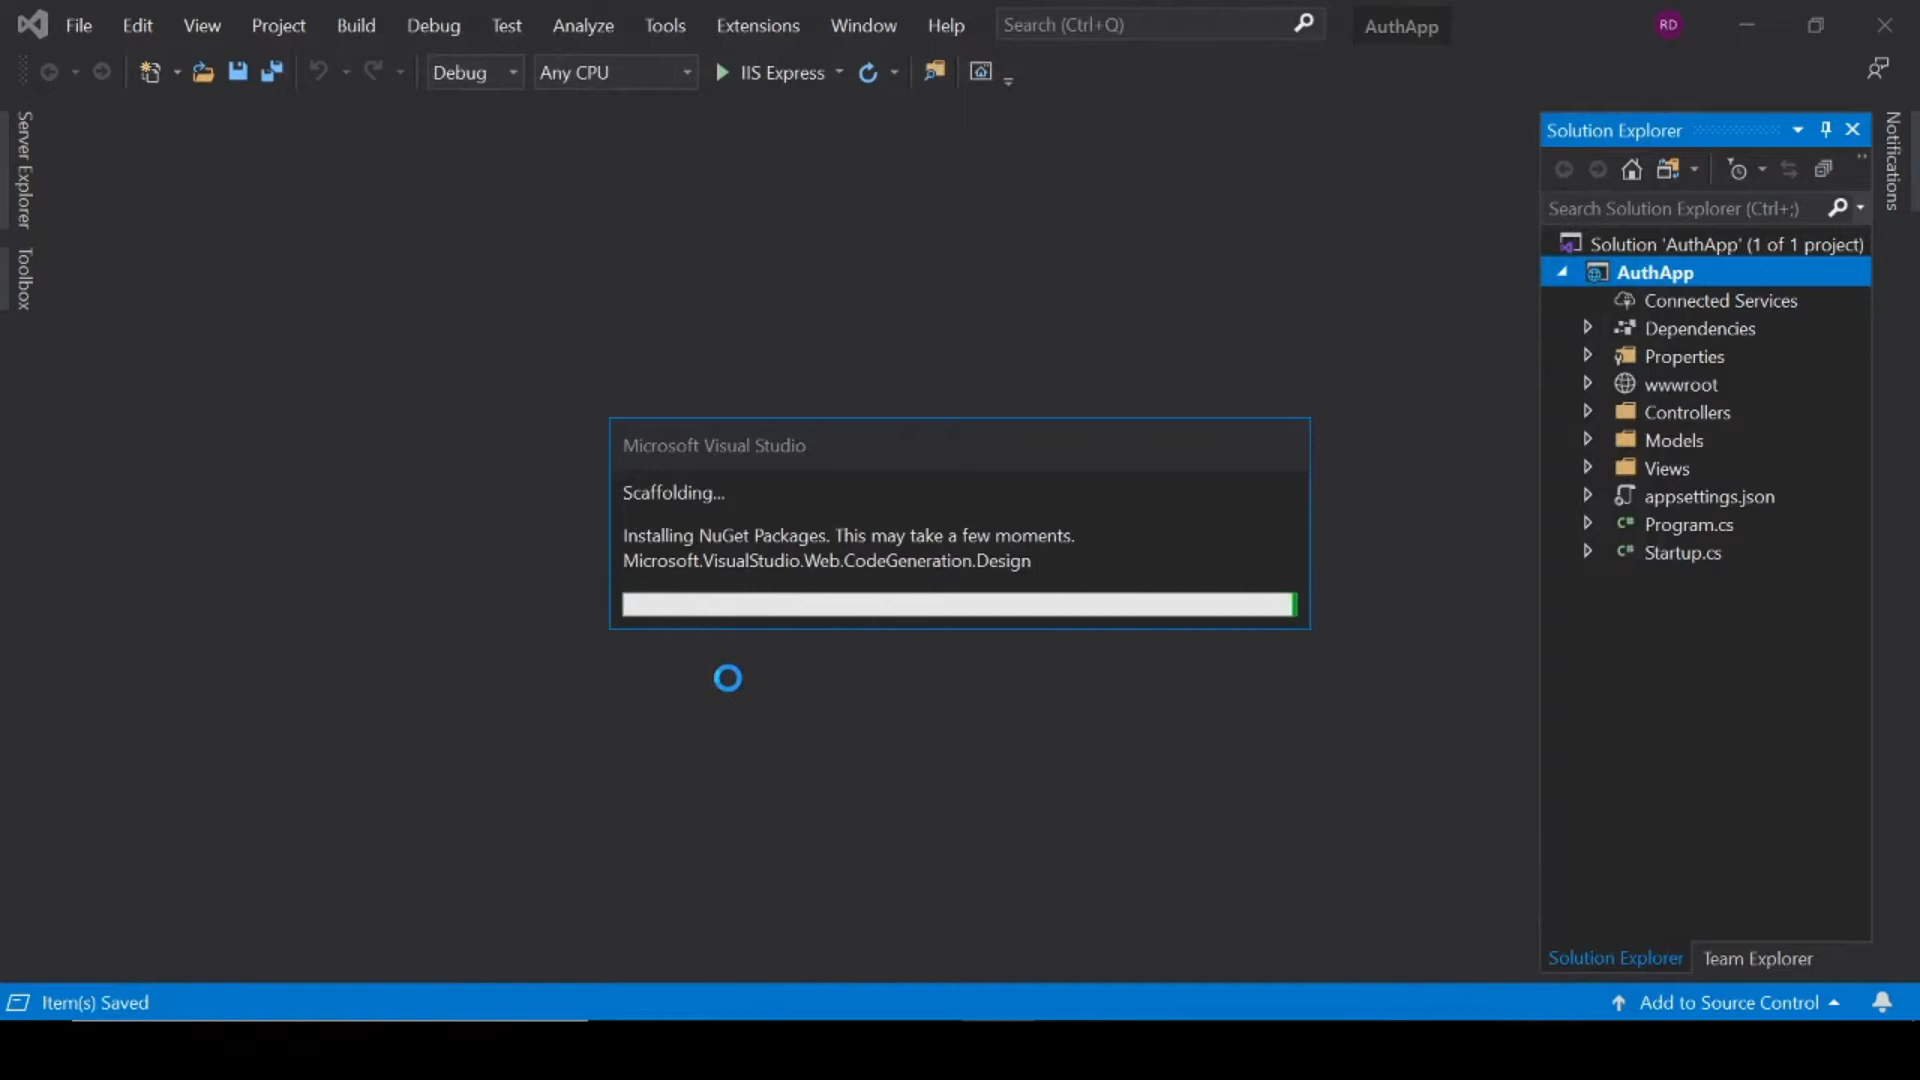 File Edit View Project Build Debug Test Analyze Tools Extensions Window Help Search (Ctrl+Q) AuthApp RD
Debug Any CPU IIS Express
Server Explorer
Toolbox
Microsoft Visual Studio
Scaffolding...
Installing NuGet Packages. This may take a few moments.
Microsoft.VisualStudio.Web.CodeGeneration.Design
Solution Explorer
Search Solution Explorer (Ctrl+;)
Solution 'AuthApp' (1 of 1 project)
AuthApp
Connected Services
Dependencies
Properties
wwwroot
Controllers
Models
Views
appsettings.json
C# Program.cs
C# Startup.cs
Notifications
Solution Explorer Team Explorer
Item(s) Saved Add to Source Control